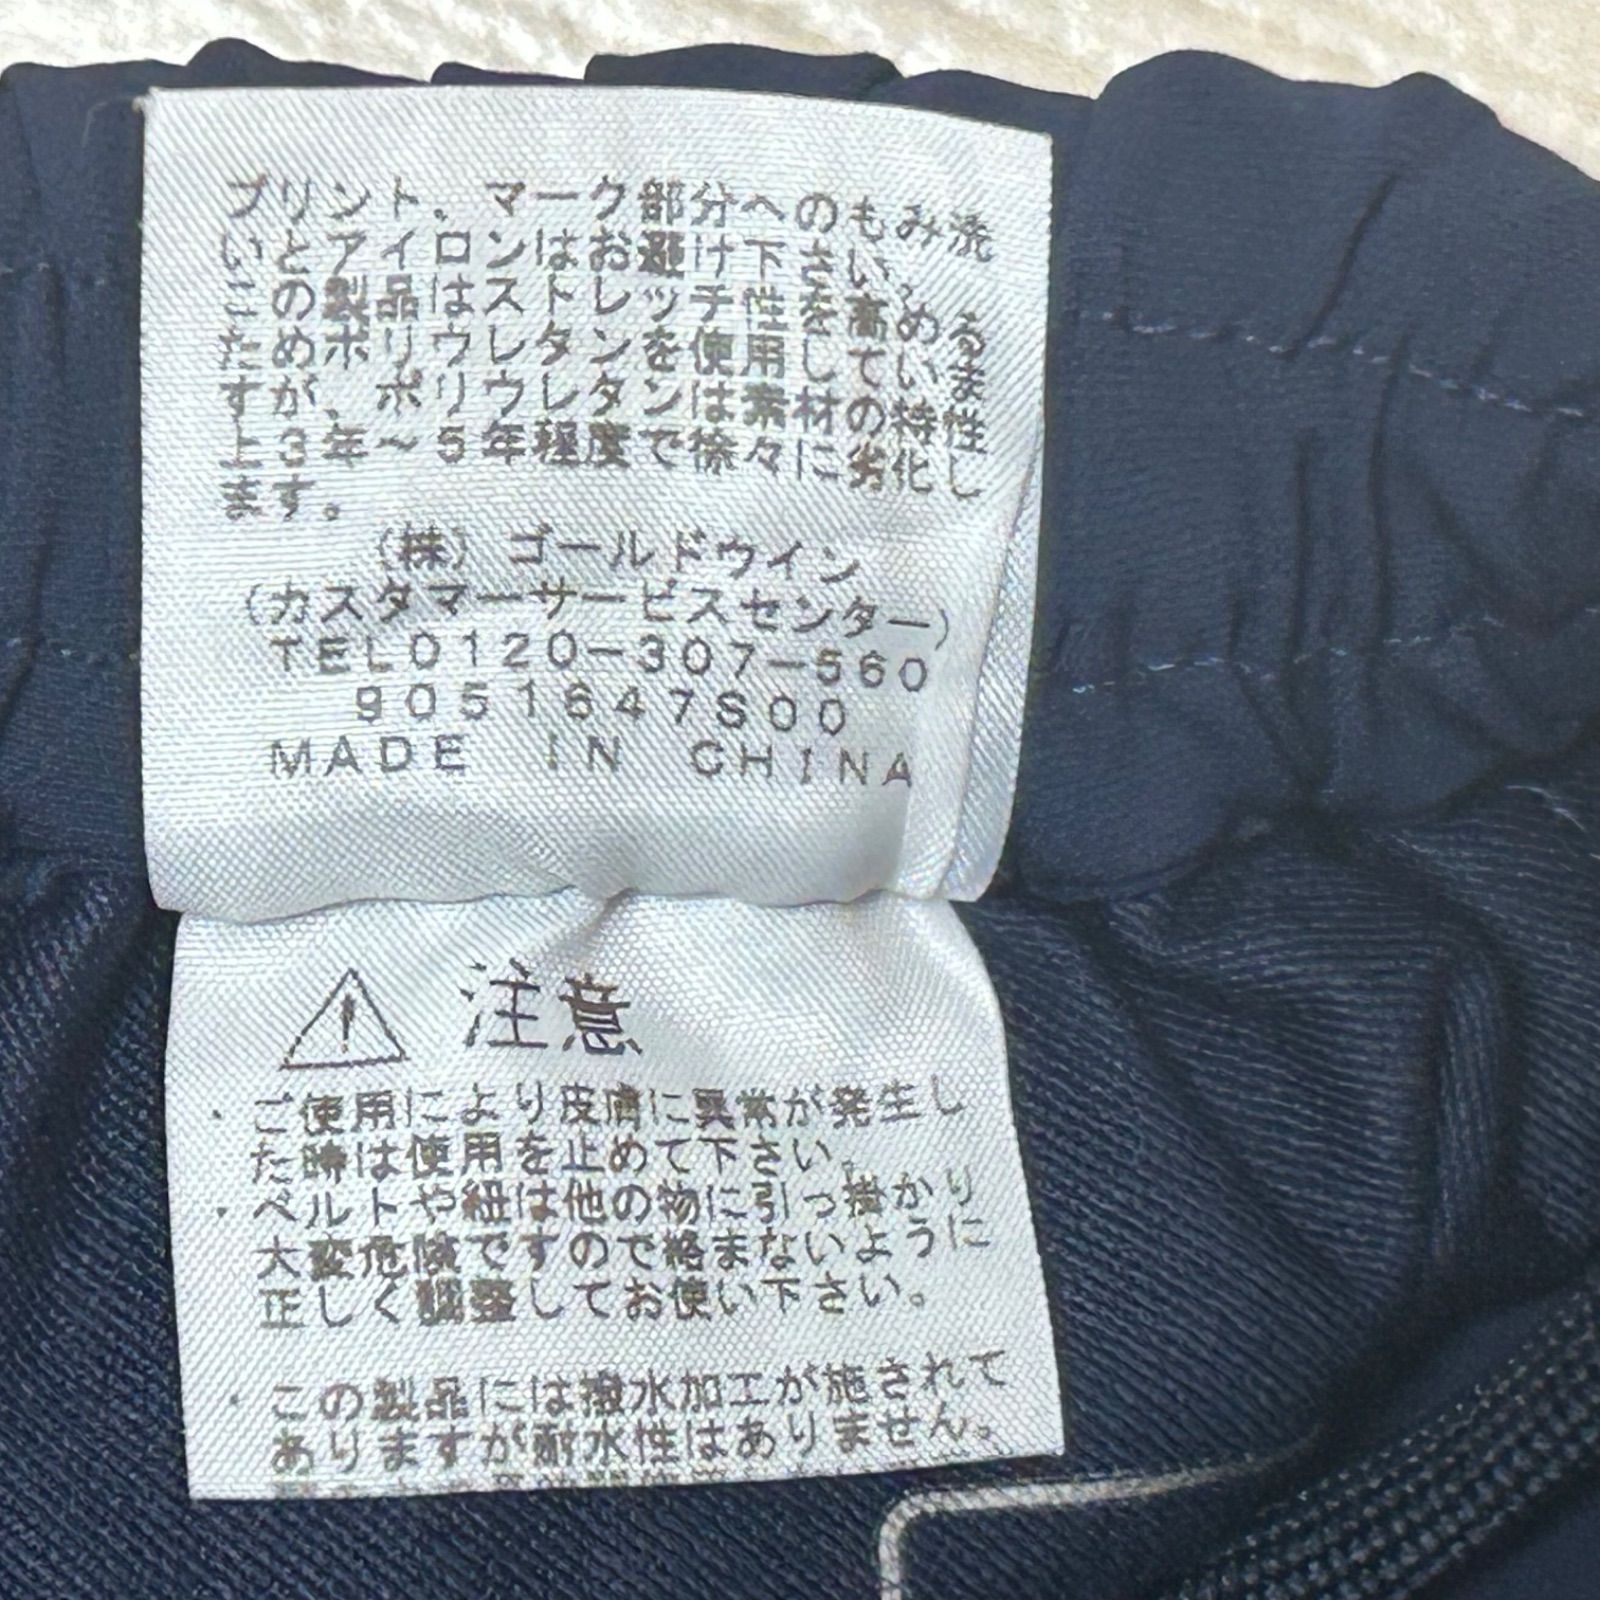 プリント、マーク部分へのもみ洗
いとアイロンはお避け下さい。
この製品はストレッチ性を高める
ためポリウレタンを使用していま
すが、ポリウレタンは素材の特性
上3年～5年程度で徐々に劣化し
ます。
(株)ゴールドウイン
(カスタマーサービスセンター)
TEL0120-307-560
9051647S00
MADE IN CHINA
注意
・ご使用により皮膚に異常が発生し
た時は使用を止めて下さい。
・ベルトや紐は他の物に引っ掛かり
大変危険ですので絡まないように
正しく調整してお使い下さい。
・この製品には撥水加工が施されて
ありますが耐水性はありません。